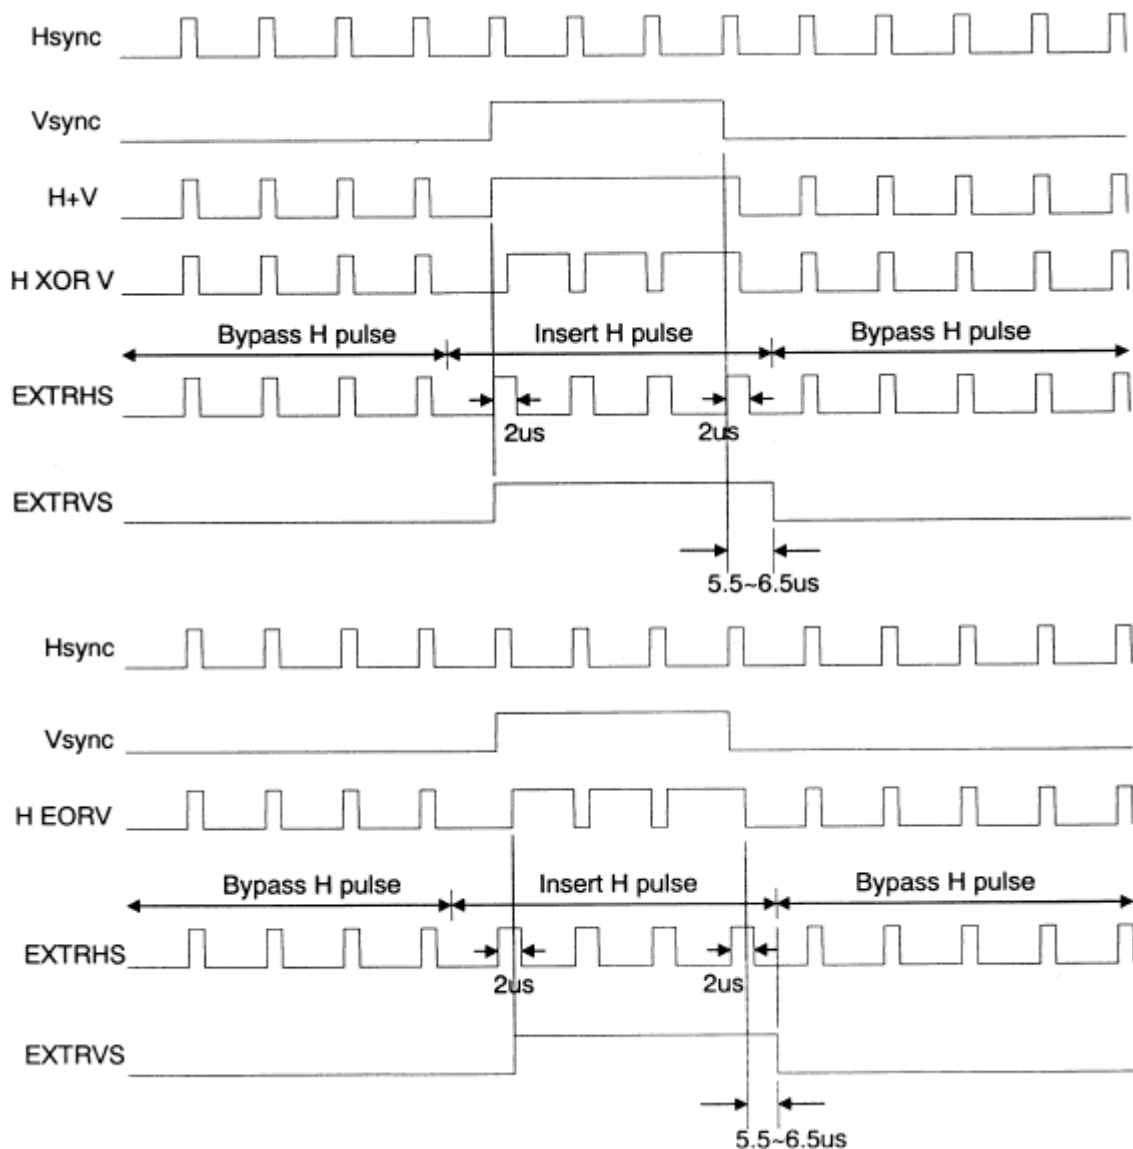 Hsync
Vsync
H+V
H XOR V
Bypass H pulse Insert H pulse Bypass H pulse
EXTRHS
2us 2us
EXTRVS
5.5~6.5us
Hsync
Vsync
H EORV
Bypass H pulse Insert H pulse Bypass H pulse
EXTRHS
2us 2us
EXTRVS
5.5~6.5us